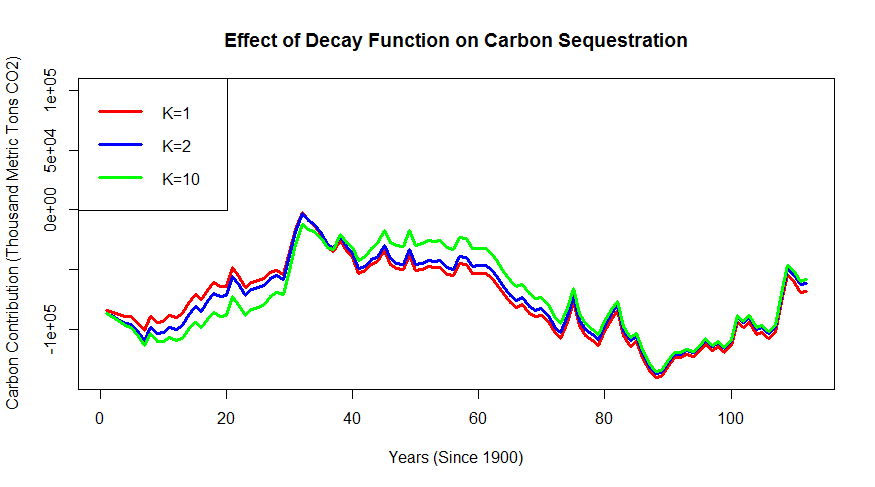 Effect of Decay Function on Carbon Sequestration
Carbon Contribution (Thousand Metric Tons CO2)
1e+05
5e+04
0e+00
-1e+05
K=1
K=2
K=10
0 20 40 60 80 100
Years (Since 1900)